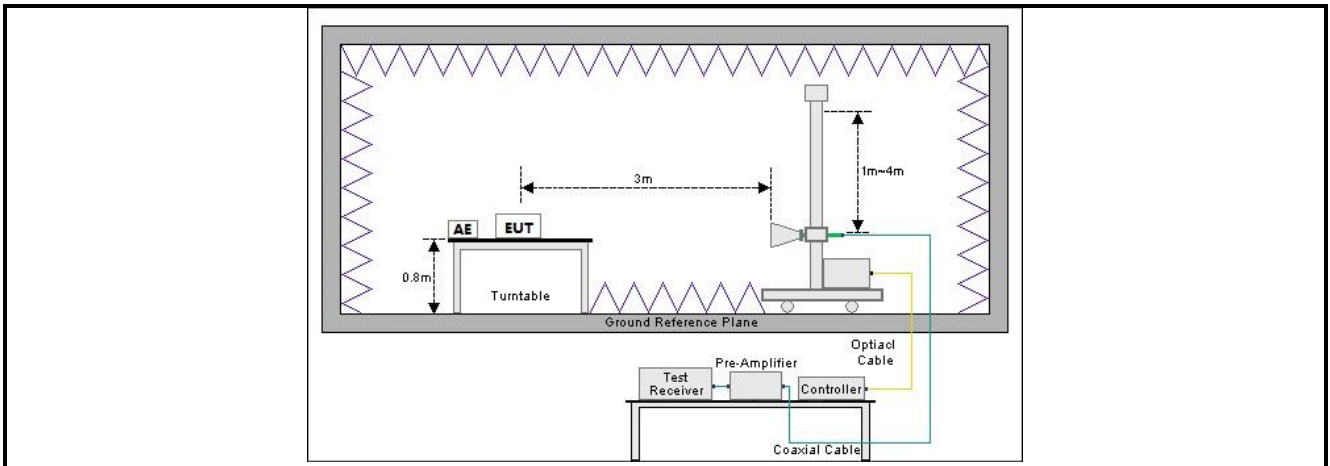 3m
1m~4m
AE
EUT
0.8m
Turntable
Ground Reference Plane
Optiacl
Cable
Pre-Amplifier
Test
Receiver
Controller
Coaxial Cable